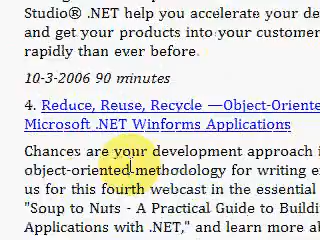 Studio® .NET help you accelerate your de
and get your products into your customer
rapidly than ever before.
10-3-2006 90 minutes
4. Reduce, Reuse, Recycle —Object-Oriente
Microsoft .NET Winforms Applications
Chances are your development approach i
object-oriented methodology for writing e
us for this fourth webcast in the essential
"Soup to Nuts - A Practical Guide to Buildi
Applications with .NET," and learn more ab